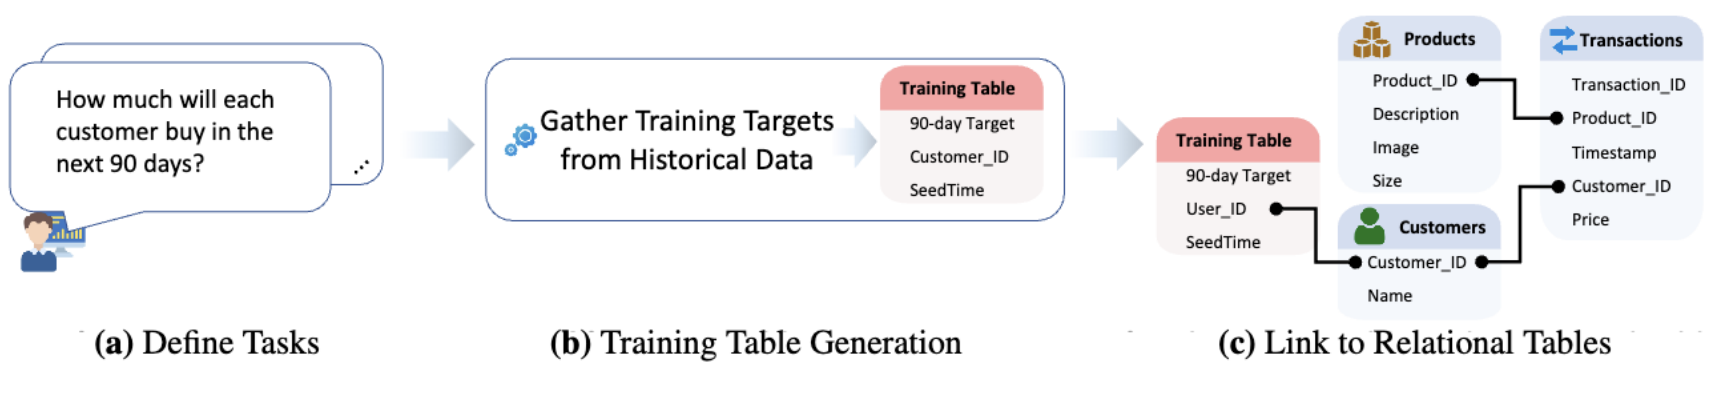 How much will each
customer buy in the
next 90 days?
(a) Define Tasks
Gather Training Targets
from Historical Data
Training Table
90-day Target
Customer_ID
SeedTime
(b) Training Table Generation
Training Table
90-day Target
User_ID
SeedTime
Products
Product_ID
Description
Image
Size
Customers
Customer_ID
Name
Transactions
Transaction_ID
Product_ID
Timestamp
Customer_ID
Price
(c) Link to Relational Tables